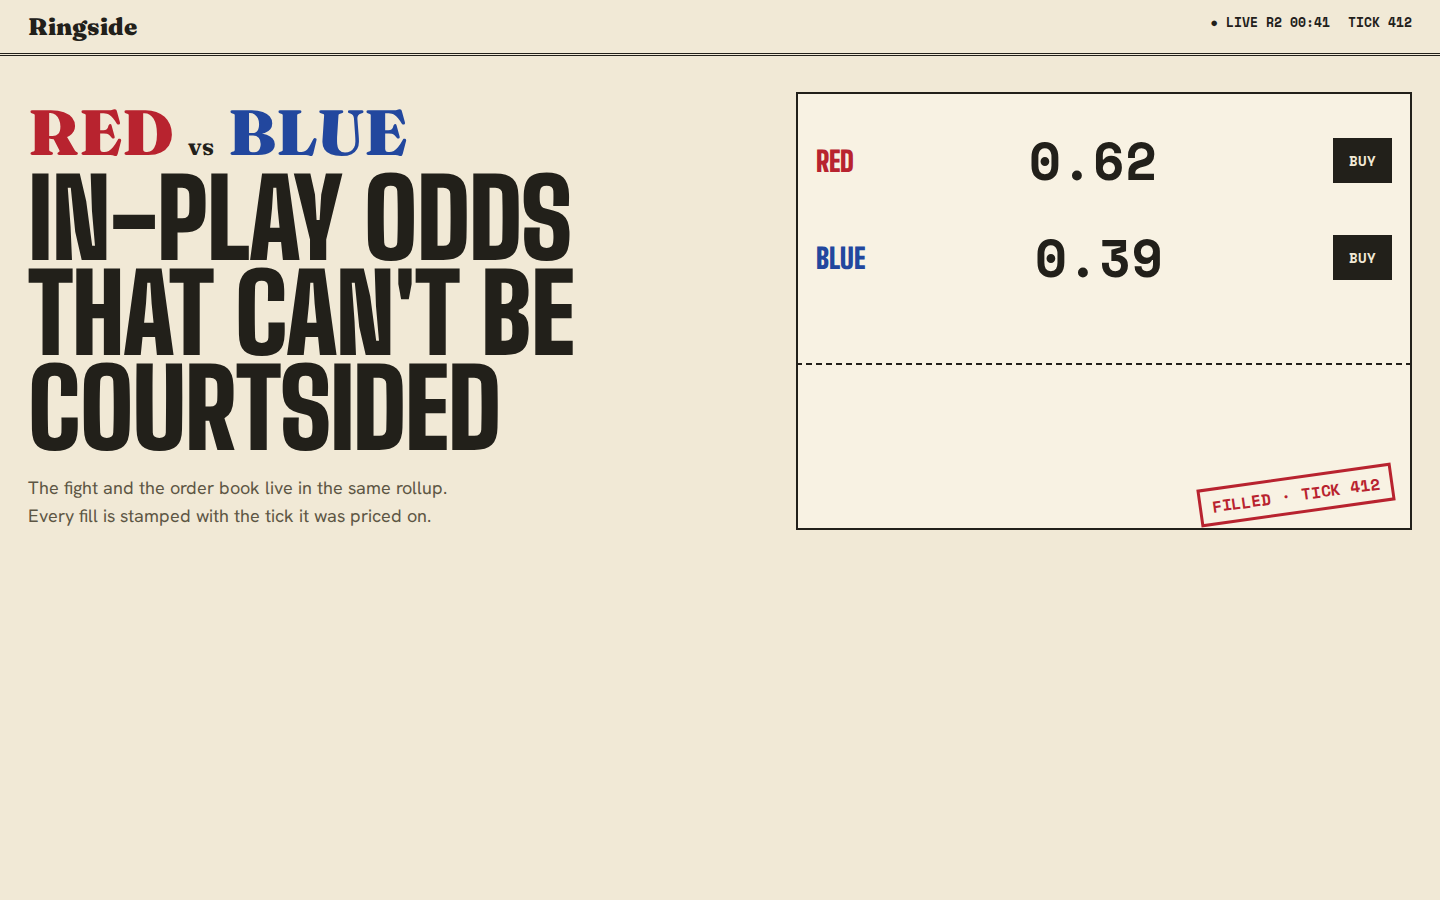 Ringside
● LIVE R2 00:41 TICK 412
RED vs BLUE
IN-PLAY ODDS
THAT CAN'T BE
COURTSIDED
The fight and the order book live in the same rollup.
Every fill is stamped with the tick it was priced on.
RED 0.62 BUY
BLUE 0.39 BUY
FILLED · TICK 412